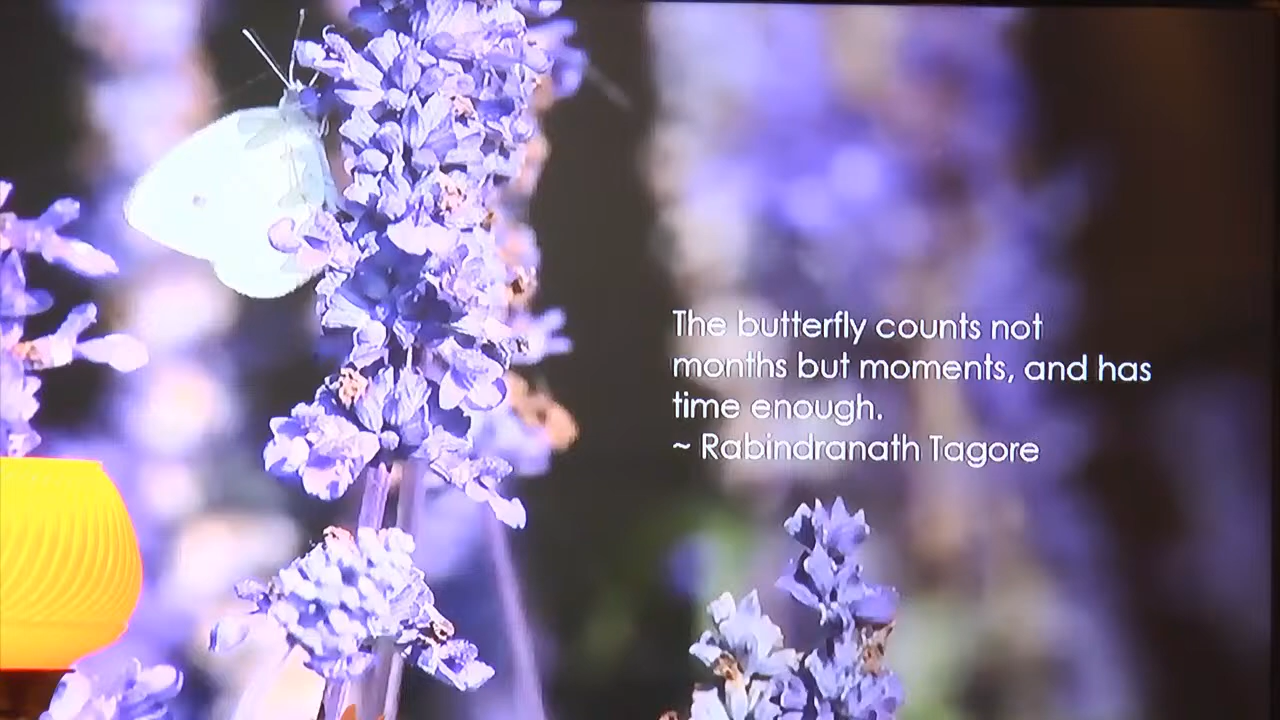 The butterfly counts not
months but moments, and has
time enough.
~ Rabindranath Tagore